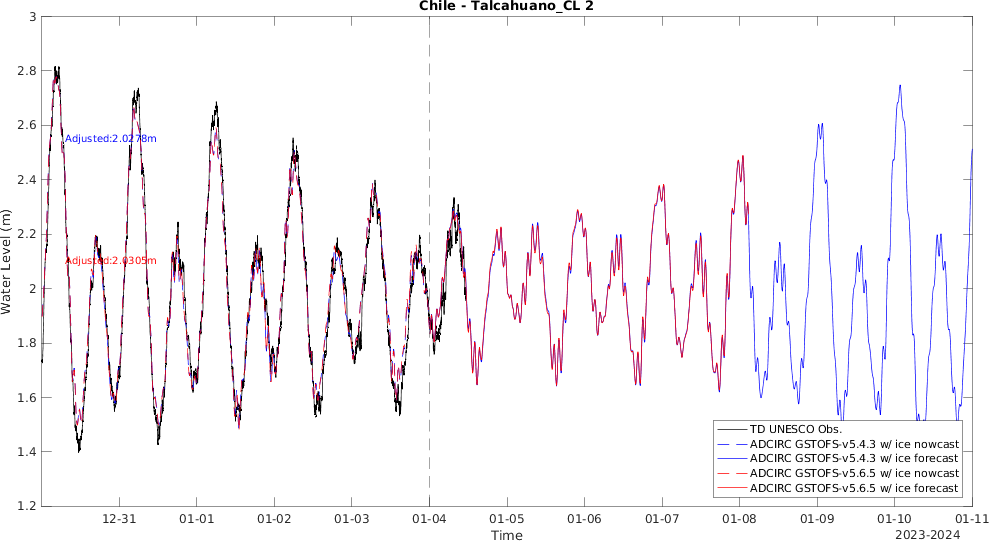 Chile - Talcahuano_CL 2
3
2.8
2.6
2.4
2.2
2
1.8
1.6
1.4
1.2
Water Level (m)
Adjusted:2.0278m
Adjusted:2.0305m
TD UNESCO Obs.
ADCIRC GSTOFS-v5.4.3 w/ ice nowcast
ADCIRC GSTOFS-v5.4.3 w/ ice forecast
ADCIRC GSTOFS-v5.6.5 w/ ice nowcast
ADCIRC GSTOFS-v5.6.5 w/ ice forecast
12-31 01-01 01-02 01-03 01-04 01-05 01-06 01-07 01-08 01-09 01-10 01-11
Time
2023-2024